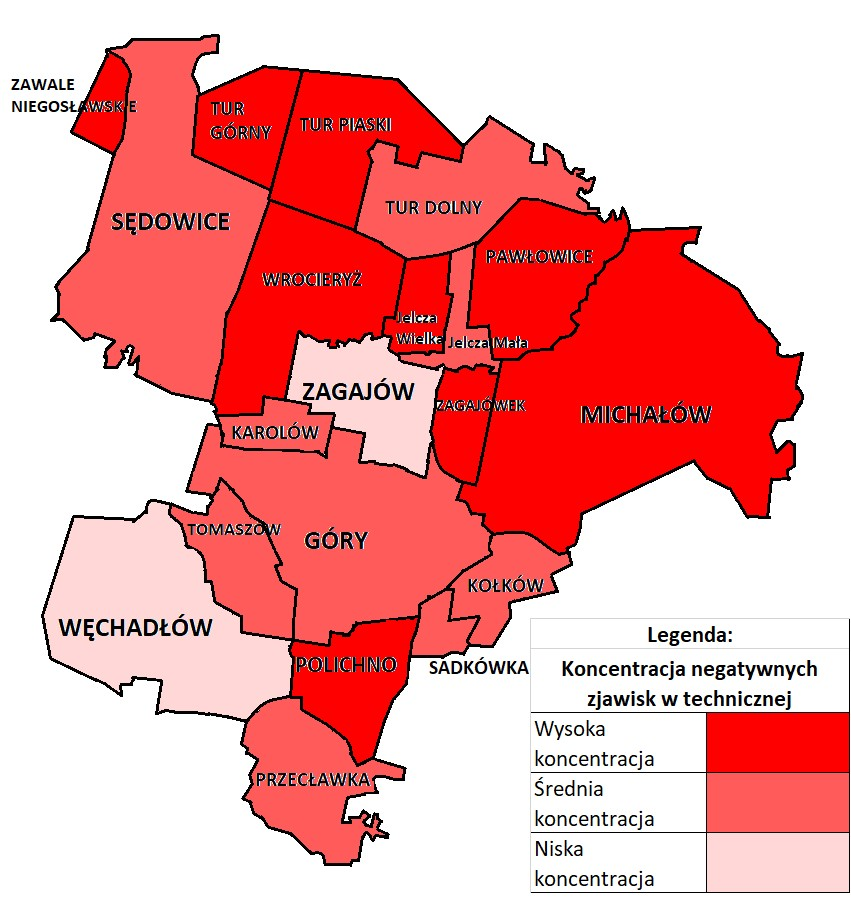 ZAWALE
NIEGOSŁAWSKIE
TUR
GÓRNY
TUR PIASKI
TUR DOLNY
SĘDOWICE
PAWŁOWICE
WROCIERYŻ
Jelcza
Wielka
Jelcza Mała
ZAGAJÓW
ZAGAJÓWEK
MICHAŁÓW
KAROLÓW
TOMASZÓW
GÓRY
KOŁKÓW
WĘCHADŁÓW
POLICHNO
SADKÓWKA
PRZECŁAWKA
Legenda:
Koncentracja negatywnych
zjawisk w technicznej
Wysoka
koncentracja
Średnia
koncentracja
Niska
koncentracja